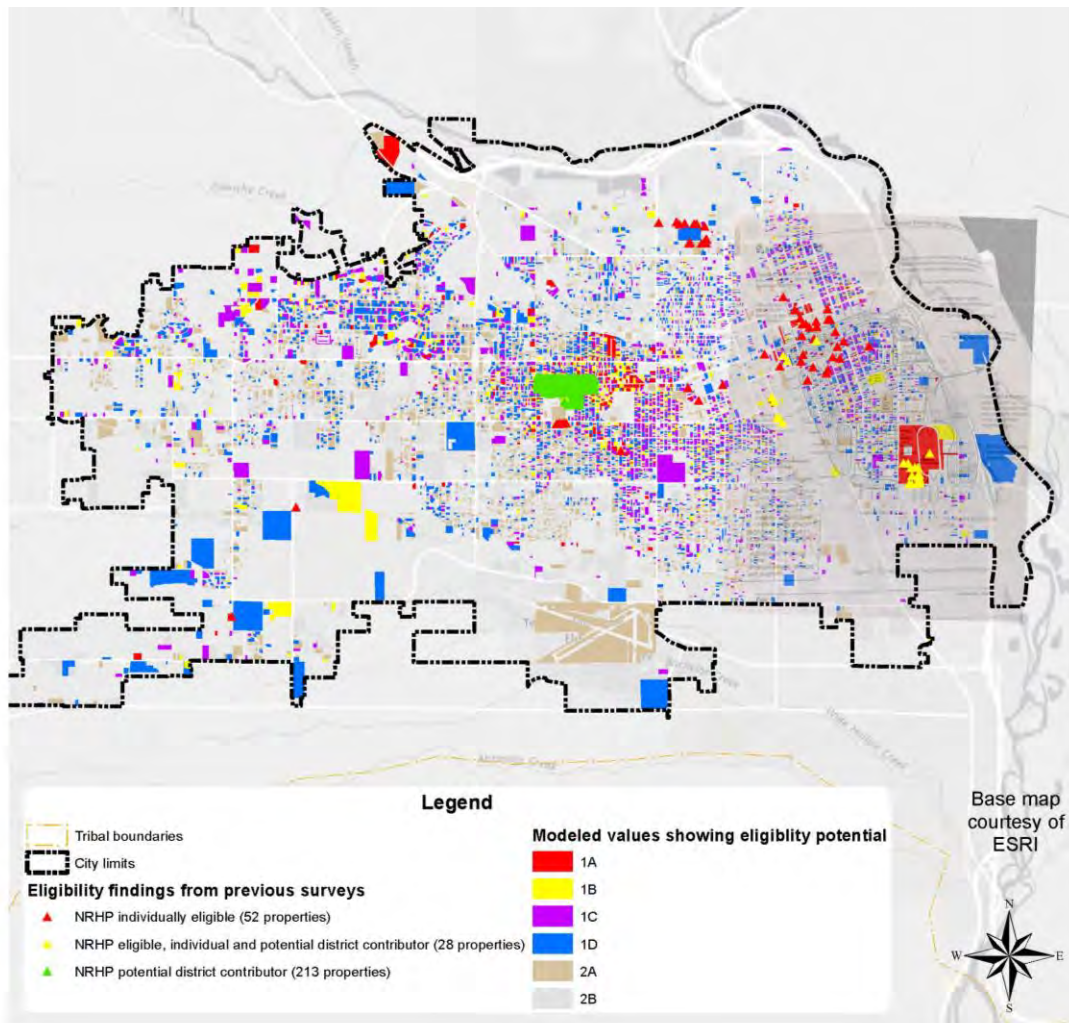 Ahtanum Creek
Legend
Tribal boundaries
City limits
Eligibility findings from previous surveys
NRHP individually eligible (52 properties)
NRHP eligible, individual and potential district contributor (28 properties)
NRHP potential district contributor (213 properties)
Modeled values showing eligiblity potential
1A
1B
1C
1D
2A
2B
Base map
courtesy of
ESRI
N
W
E
S